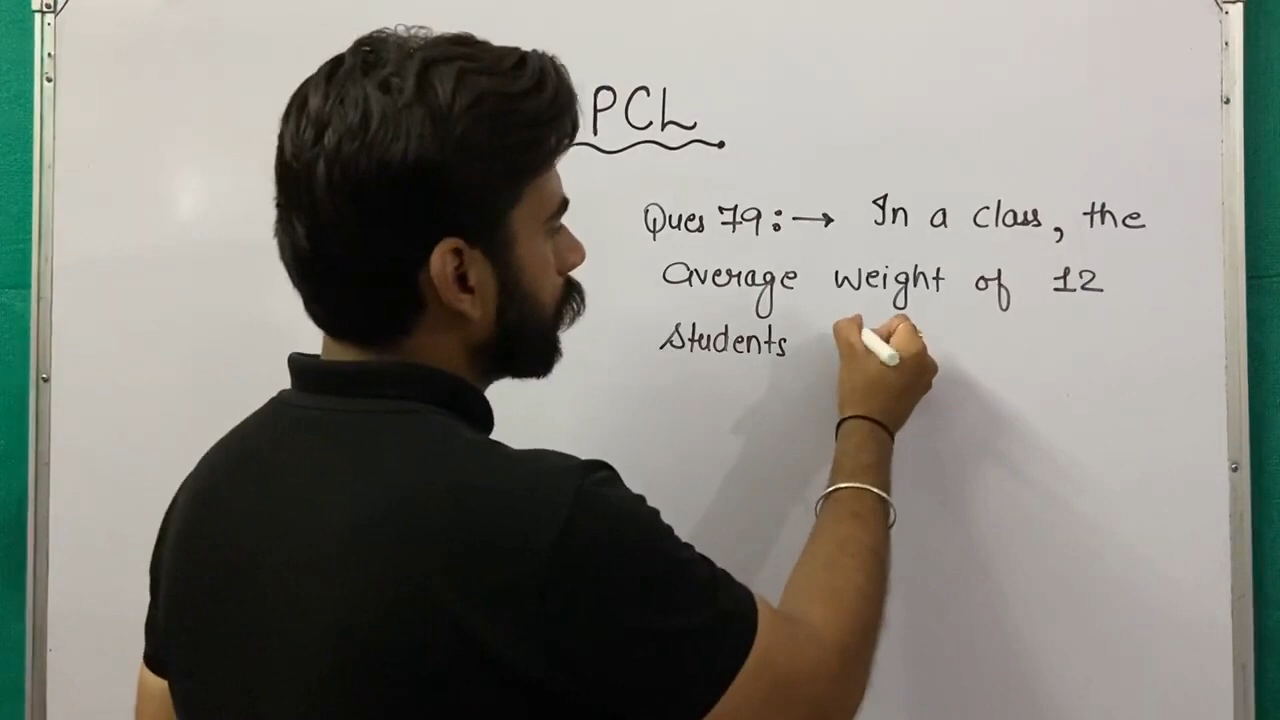 PCL
Ques 79:→ In a class, the
average weight of 12
students